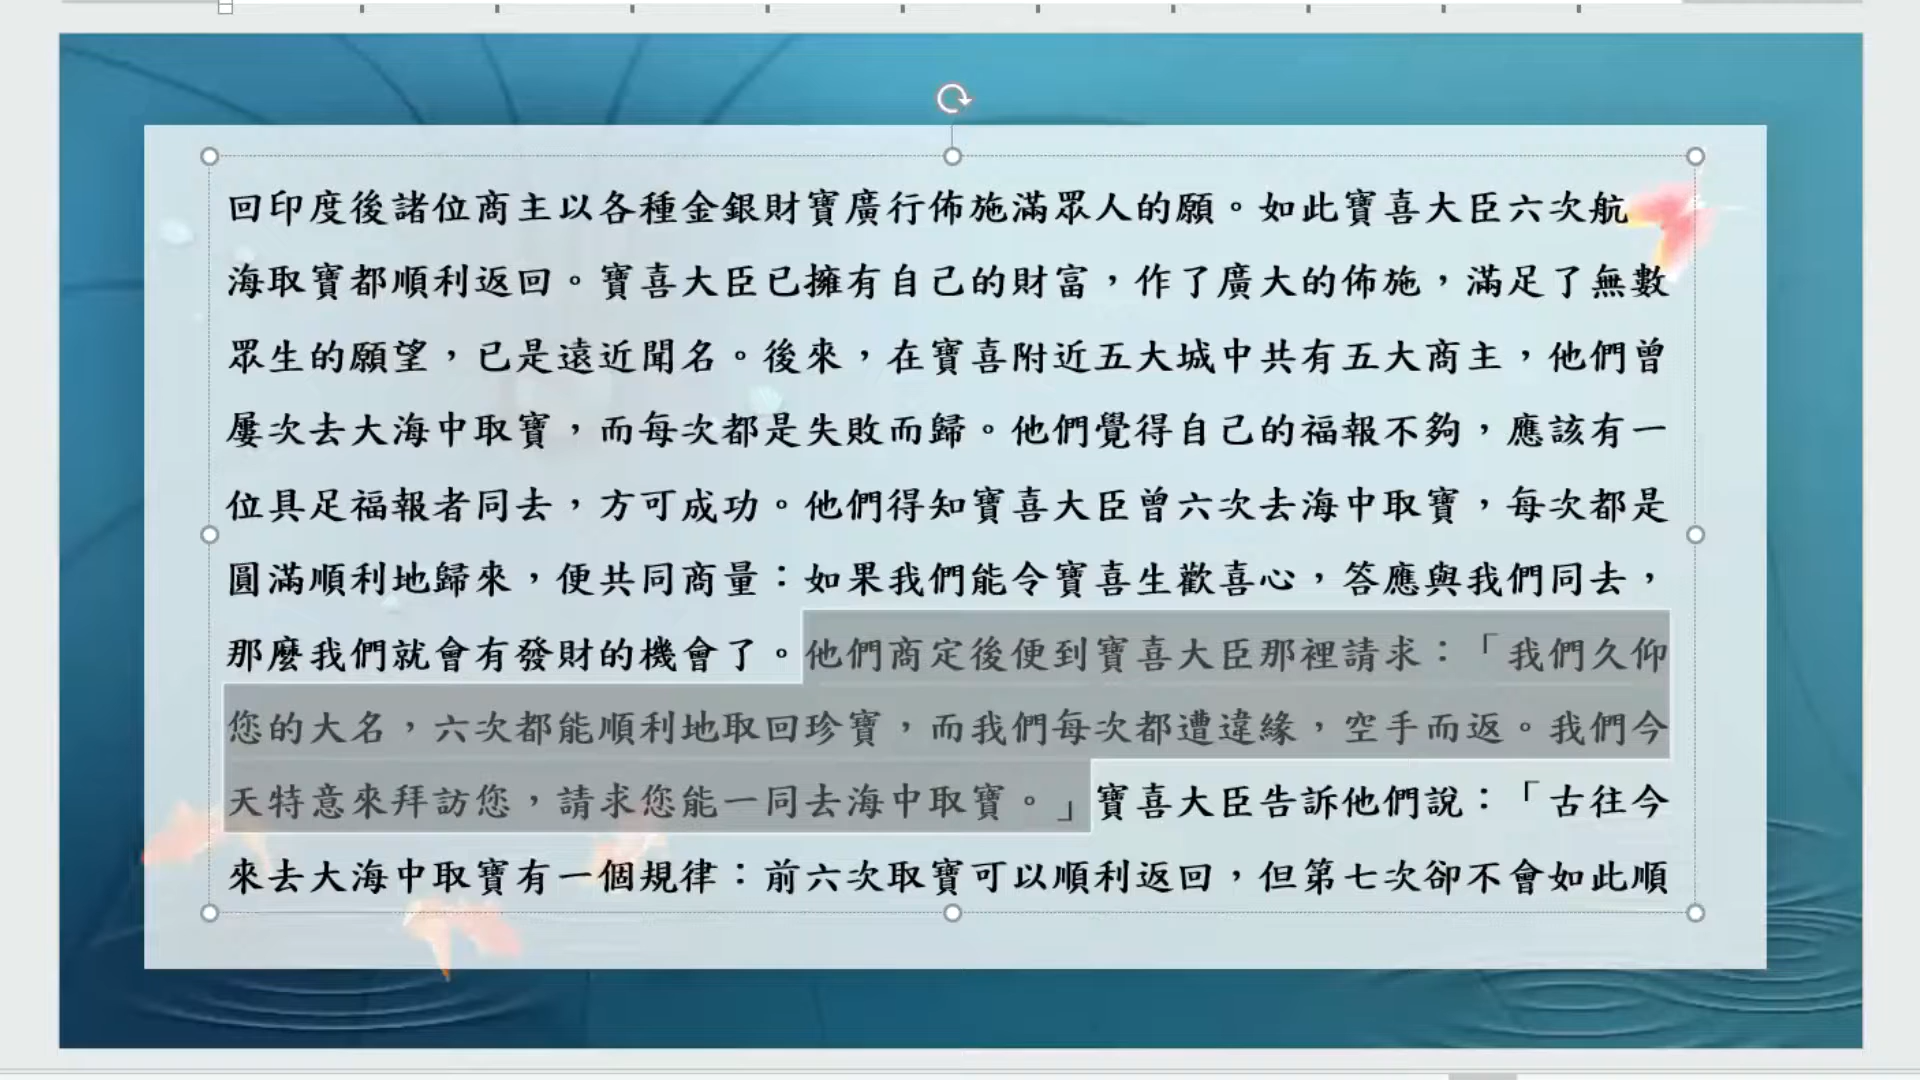 回印度後諸位商主以各種金銀財寶廣行佈施滿眾人的願。如此寶喜大臣六次航
海取寶都順利返回。寶喜大臣已擁有自己的財富，作了廣大的佈施，滿足了無數
眾生的願望，已是遠近聞名。後來，在寶喜附近五大城中共有五大商主，他們曾
屢次去大海中取寶，而每次都是失敗而歸。他們覺得自己的福報不夠，應該有一
位具足福報者同去，方可成功。他們得知寶喜大臣曾六次去海中取寶，每次都是
圓滿順利地歸來，便共同商量：如果我們能令寶喜生歡喜心，答應與我們同去，
那麼我們就會有發財的機會了。他們商定後便到寶喜大臣那裡請求：「我們久仰
您的大名，六次都能順利地取回珍寶，而我們每次都遭違緣，空手而返。我們今
天特意來拜訪您，請求您能一同去海中取寶。」寶喜大臣告訴他們說：「古往今
來去大海中取寶有一個規律：前六次取寶可以順利返回，但第七次卻不會如此順